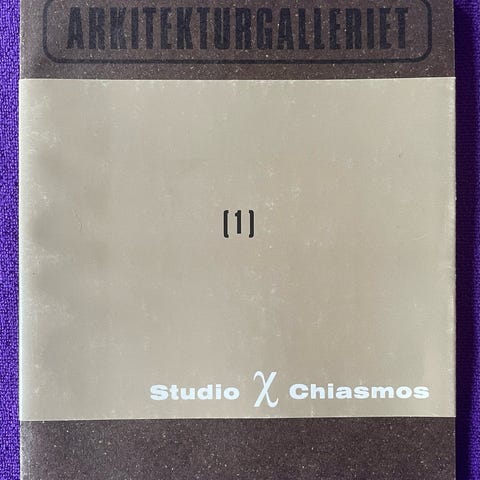 ARKITEKTURGALLERIET
[1]
Studio χ Chiasmos